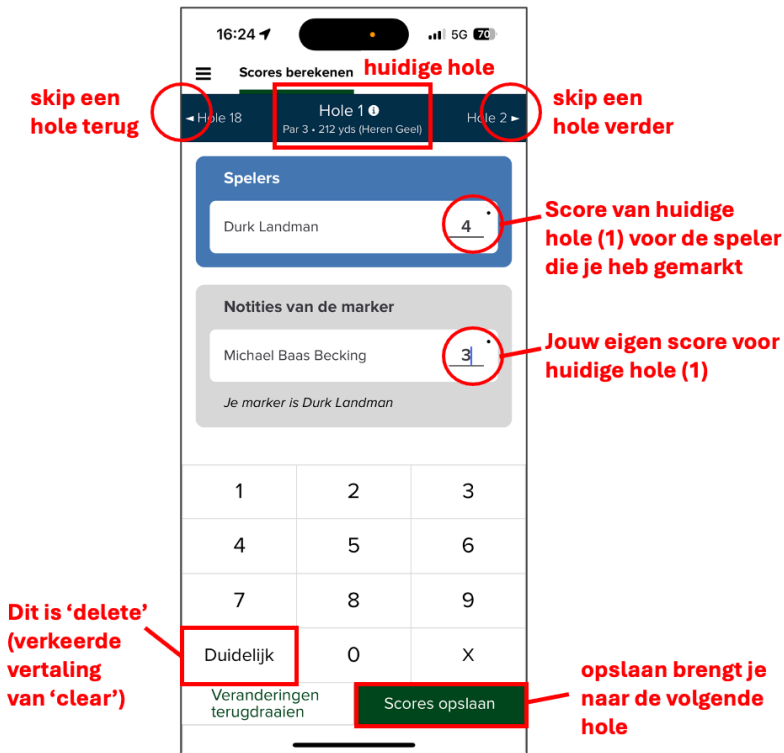 16:24
5G 70
Scores berekenen
huidige hole
skip een
hole terug
◄ Hole 18
Hole 1
Par 3 • 212 yds (Heren Geel)
Hole 2 ►
skip een
hole verder
Spelers
Durk Landman
4
Score van huidige
hole (1) voor de speler
die je heb gemarkt
Notities van de marker
Michael Baas Becking
3
Jouw eigen score voor
huidige hole (1)
Je marker is Durk Landman
1 2 3
4 5 6
7 8 9
Duidelijk 0 X
Dit is ‘delete’
(verkeerde
vertaling
van ‘clear’)
Veranderingen
terugdraaien
Scores opslaan
opslaan brengt je
naar de volgende
hole